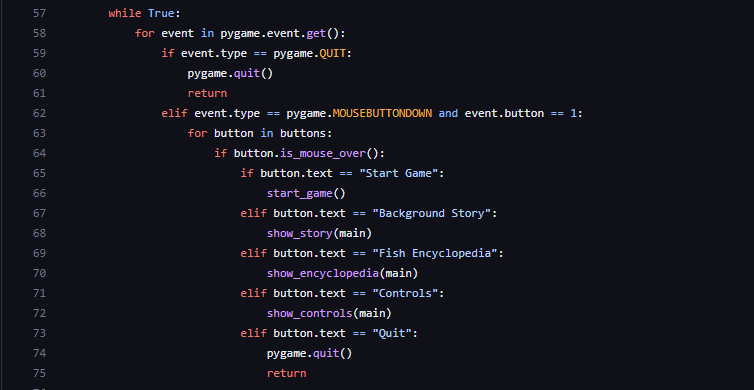 57 while True:
58 for event in pygame.event.get():
59 if event.type == pygame.QUIT:
60 pygame.quit()
61 return
62 elif event.type == pygame.MOUSEBUTTONDOWN and event.button == 1:
63 for button in buttons:
64 if button.is_mouse_over():
65 if button.text == "Start Game":
66 start_game()
67 elif button.text == "Background Story":
68 show_story(main)
69 elif button.text == "Fish Encyclopedia":
70 show_encyclopedia(main)
71 elif button.text == "Controls":
72 show_controls(main)
73 elif button.text == "Quit":
74 pygame.quit()
75 return